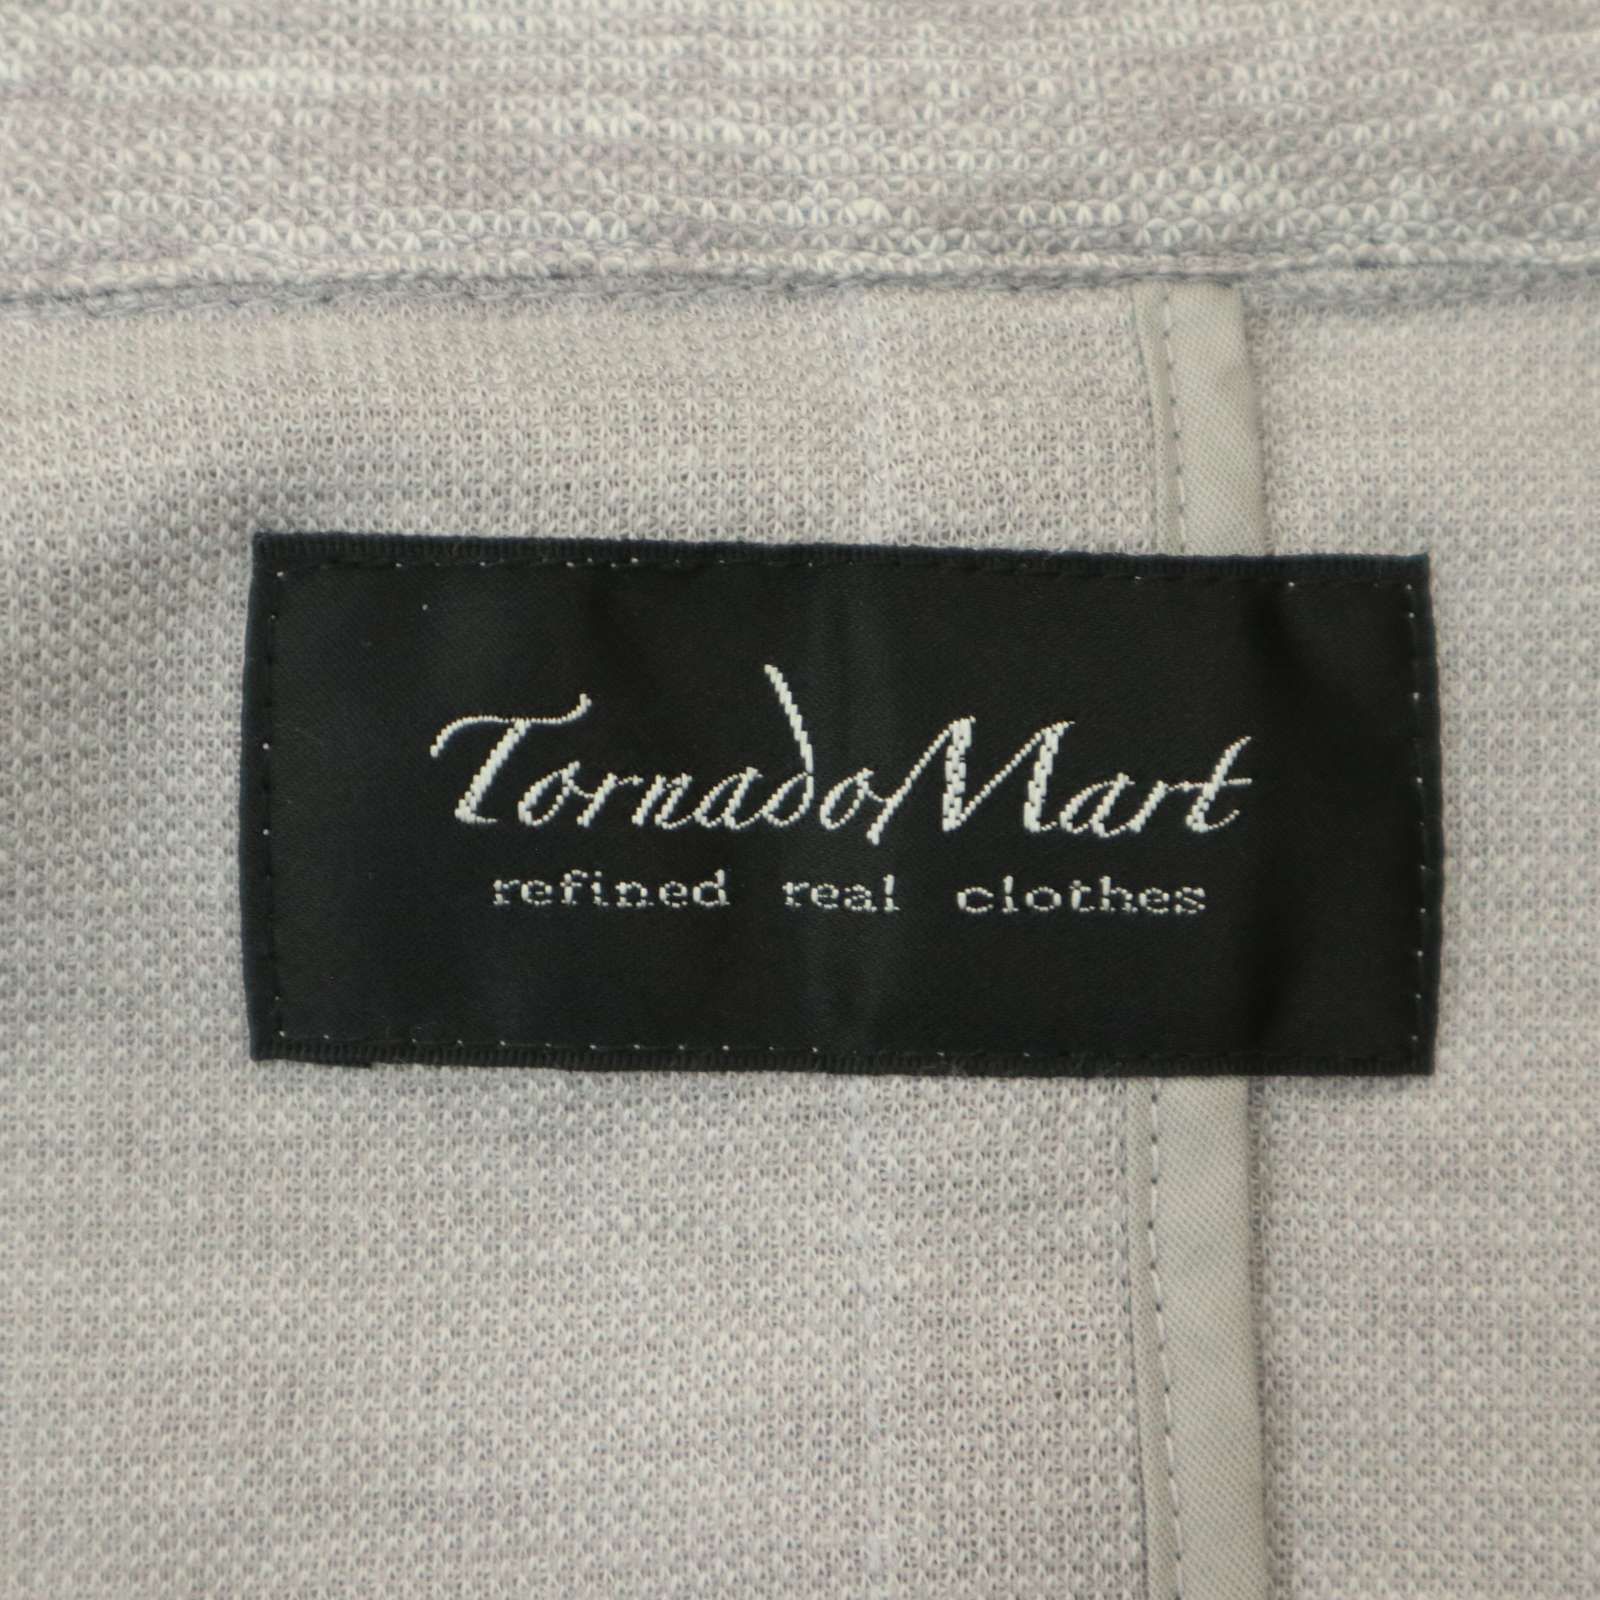 TornadoMart
refined real clothes